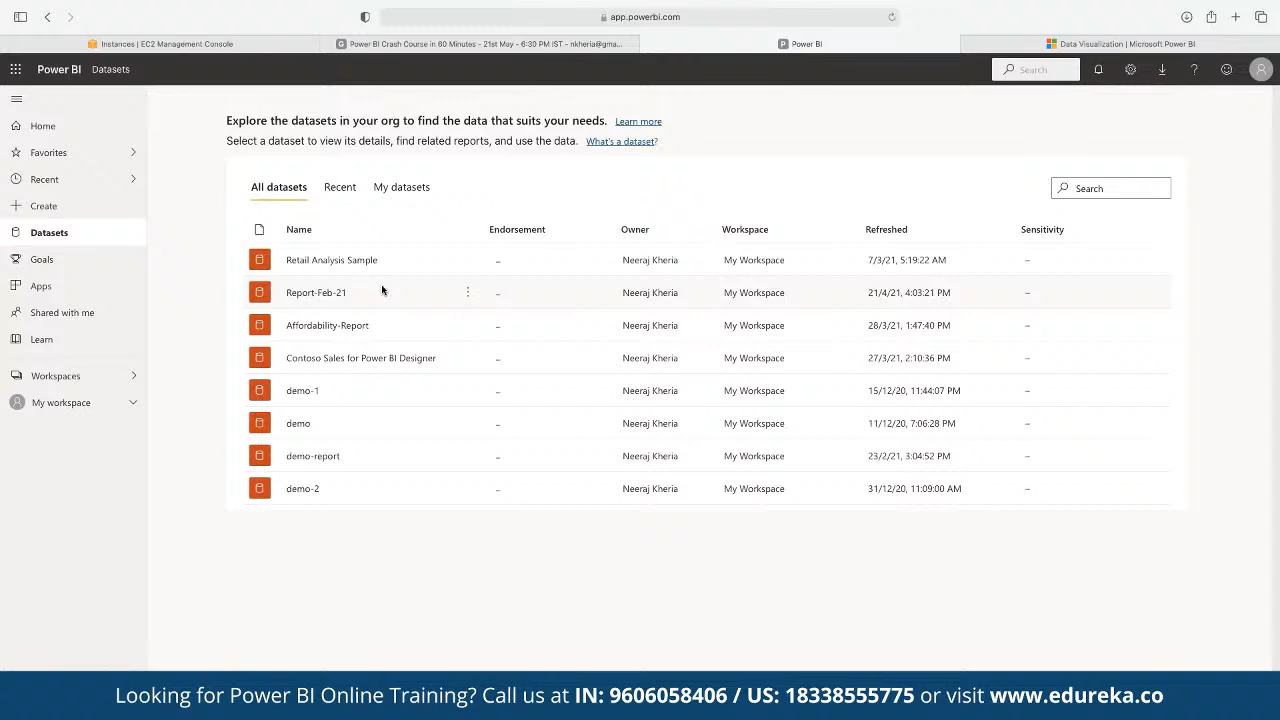 app.powerbi.com
Instances | EC2 Management Console
Power BI Crash Course in 60 Minutes - 21st May - 6:30 PM IST - nkheria@gma...
Power BI
Data Visualization | Microsoft Power BI
Power BI Datasets
Search
Home
Favorites
Recent
Create
Datasets
Goals
Apps
Shared with me
Learn
Workspaces
My workspace
Explore the datasets in your org to find the data that suits your needs. Learn more
Select a dataset to view its details, find related reports, and use the data. What's a dataset?
All datasets Recent My datasets
Search
Name Endorsement Owner Workspace Refreshed Sensitivity
Retail Analysis Sample – Neeraj Kheria My Workspace 7/3/21, 5:19:22 AM –
Report-Feb-21 – Neeraj Kheria My Workspace 21/4/21, 4:03:21 PM –
Affordability-Report – Neeraj Kheria My Workspace 28/3/21, 1:47:40 PM –
Contoso Sales for Power BI Designer – Neeraj Kheria My Workspace 27/3/21, 2:10:36 PM –
demo-1 – Neeraj Kheria My Workspace 15/12/20, 11:44:07 PM –
demo – Neeraj Kheria My Workspace 11/12/20, 7:06:28 PM –
demo-report – Neeraj Kheria My Workspace 23/2/21, 3:04:52 PM –
demo-2 – Neeraj Kheria My Workspace 31/12/20, 11:09:00 AM –
Looking for Power BI Online Training? Call us at IN: 9606058406 / US: 18338555775 or visit www.edureka.co